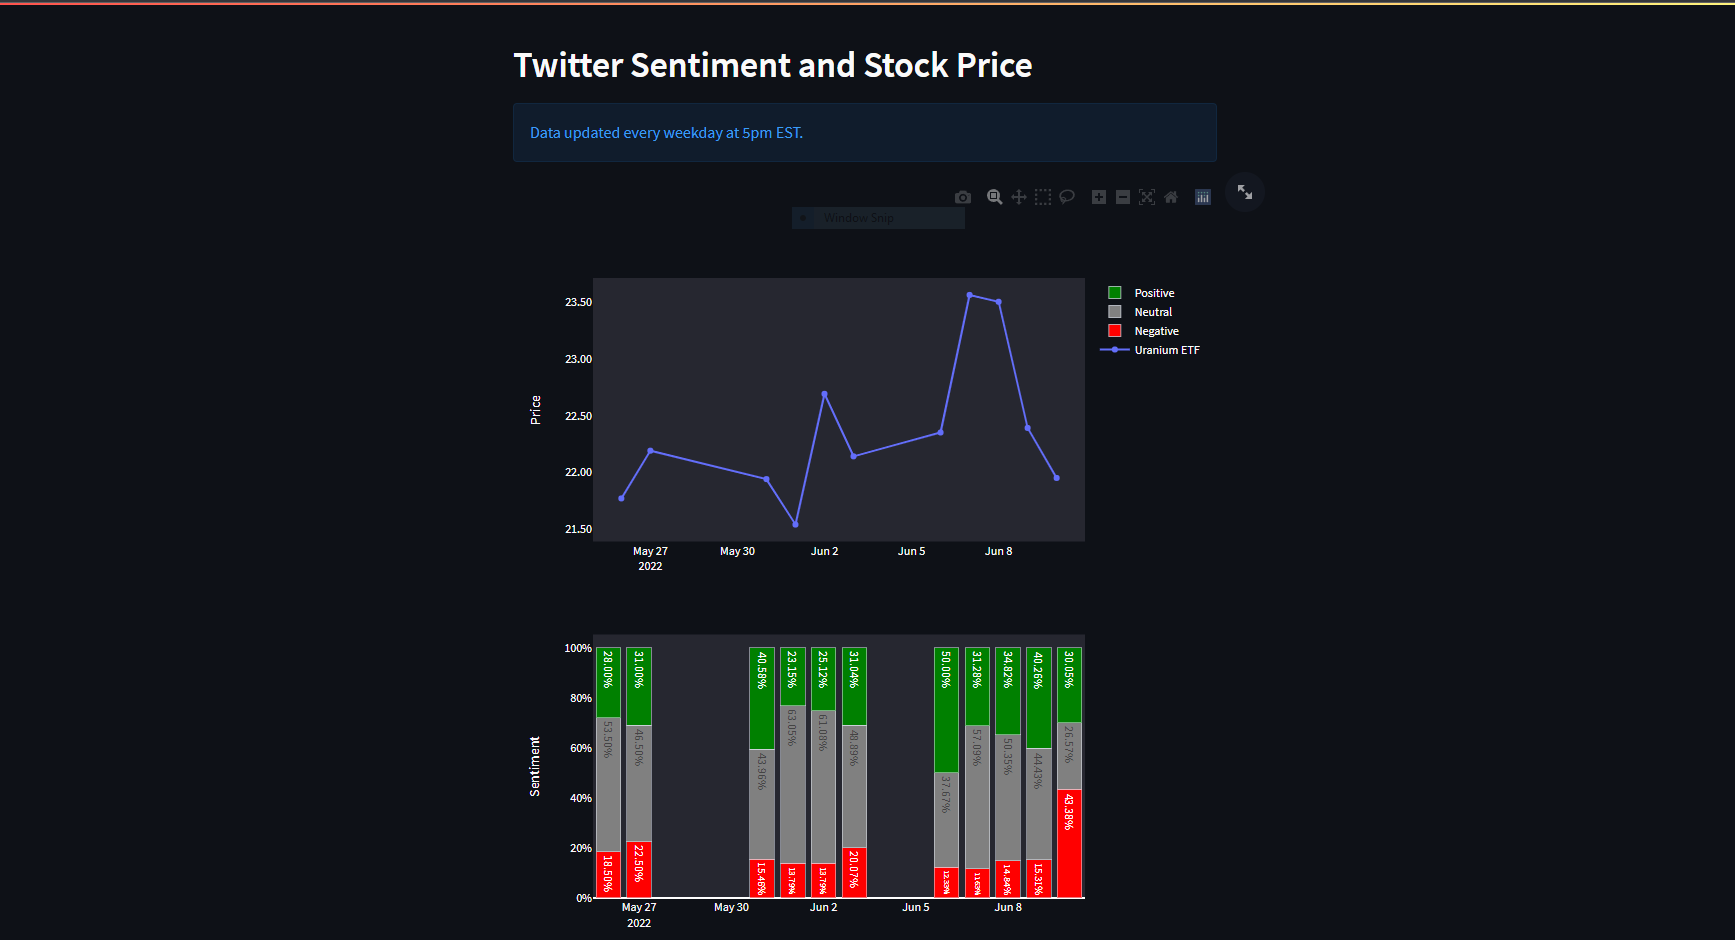 Twitter Sentiment and Stock Price
Data updated every weekday at 5pm EST.
Window Snip
Positive
Neutral
Negative
Uranium ETF
Price
23.50
23.00
22.50
22.00
21.50
May 27 May 30 Jun 2 Jun 5 Jun 8
2022
Sentiment
100%
80%
60%
40%
20%
0%
28.00% 31.00% 40.58% 23.15% 25.12% 31.04% 50.00% 31.28% 34.82% 40.26% 30.05%
53.50% 46.50% 43.96% 63.05% 61.08% 48.89% 37.67% 57.09% 50.35% 44.43% 26.57%
18.50% 22.50% 15.46% 13.79% 13.79% 20.07% 12.33% 11.63% 14.84% 15.31% 43.38%
May 27 May 30 Jun 2 Jun 5 Jun 8
2022